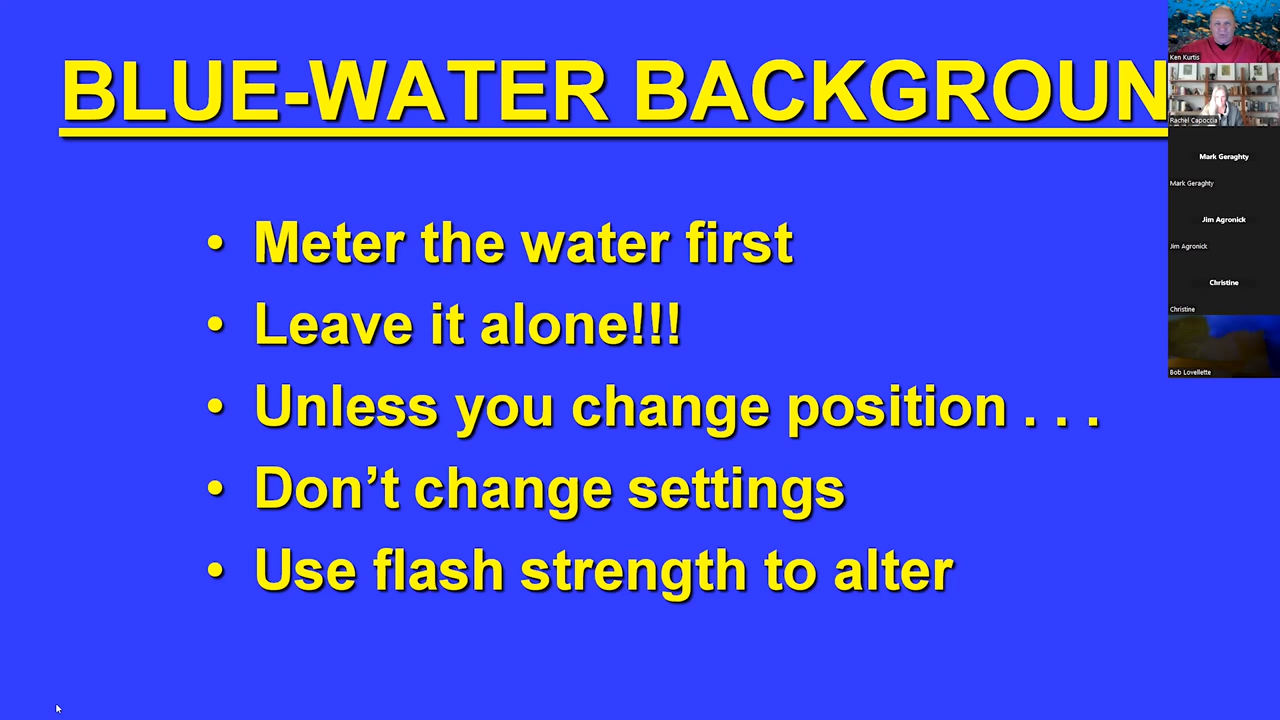 BLUE-WATER BACKGROUN
• Meter the water first
• Leave it alone!!!
• Unless you change position . . .
• Don’t change settings
• Use flash strength to alter
Ken Kurtis
Rachel Capoccia
Mark Geraghty
Mark Geraghty
Jim Agronick
Jim Agronick
Christine
Christine
Bob Lovellette